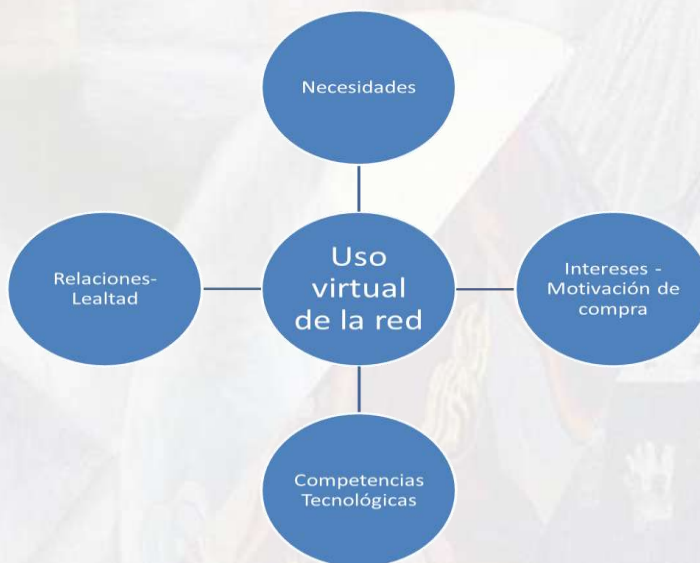 Necesidades
Relaciones-
Lealtad
Uso
virtual
de la red
Intereses -
Motivación de
compra
Competencias
Tecnológicas